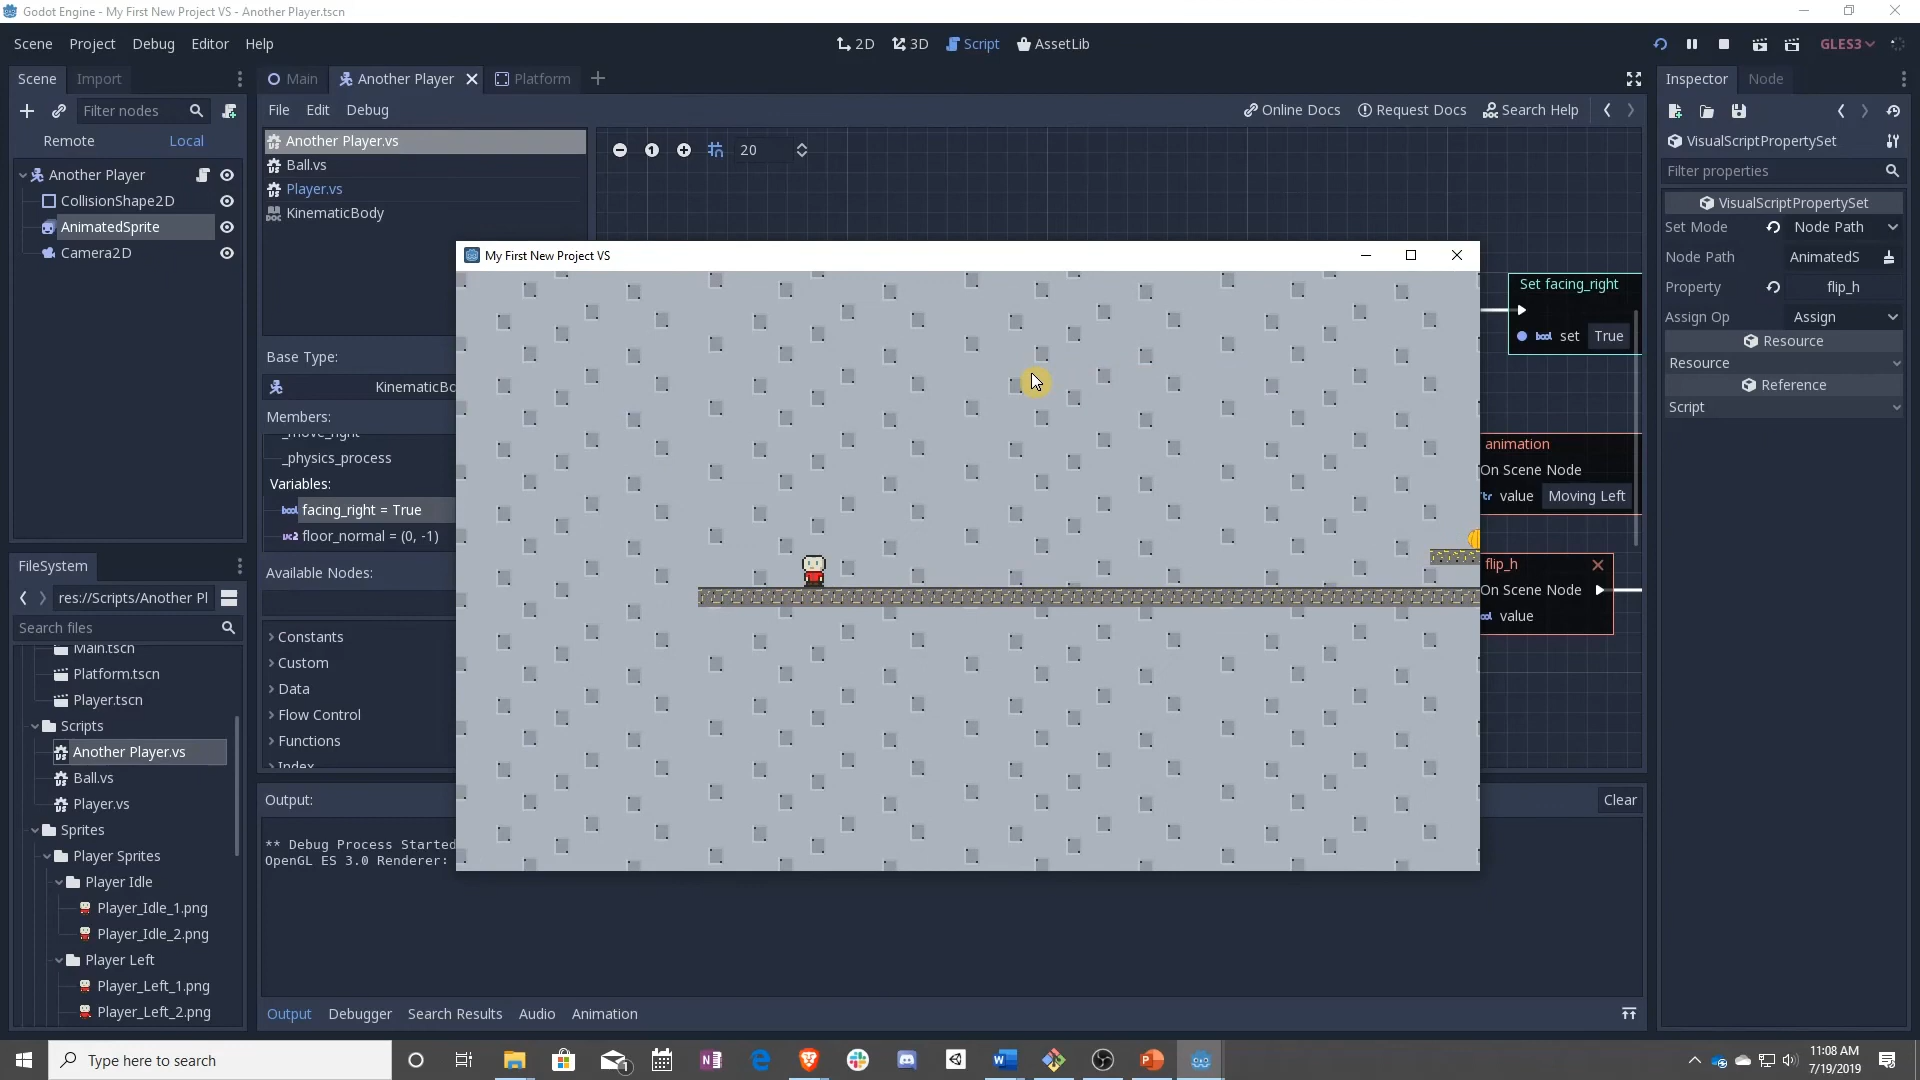 Godot Engine - My First New Project VS - Another Player.tscn
Scene Project Debug Editor Help
2D 3D Script AssetLib
GLES3
Scene Import
Main Another Player Platform
Inspector Node
Filter nodes
File Edit Debug
Online Docs Request Docs Search Help
Remote Local
Another Player.vs
Ball.vs
Player.vs
KinematicBody
20
VisualScriptPropertySet
Filter properties
Another Player
CollisionShape2D
AnimatedSprite
Camera2D
VisualScriptPropertySet
Set Mode Node Path
Node Path AnimatedS
Property flip_h
Assign Op Assign
Resource
Resource
Reference
Script
My First New Project VS
Set facing_right
bool set True
animation
On Scene Node
tr value Moving Left
flip_h
On Scene Node
ool value
Base Type:
KinematicBo
Members:
_move_right
_physics_process
Variables:
bool facing_right = True
vc2 floor_normal = (0, -1)
Available Nodes:
Constants
Custom
Data
Flow Control
Functions
Index
FileSystem
res://Scripts/Another Pl
Search files
Main.tscn
Platform.tscn
Player.tscn
Scripts
Another Player.vs
Ball.vs
Player.vs
Sprites
Player Sprites
Player Idle
Player_Idle_1.png
Player_Idle_2.png
Player Left
Player_Left_1.png
Player_Left_2.png
Output:
Clear
** Debug Process Started
OpenGL ES 3.0 Renderer:
Output Debugger Search Results Audio Animation
Type here to search
11:08 AM
7/19/2019